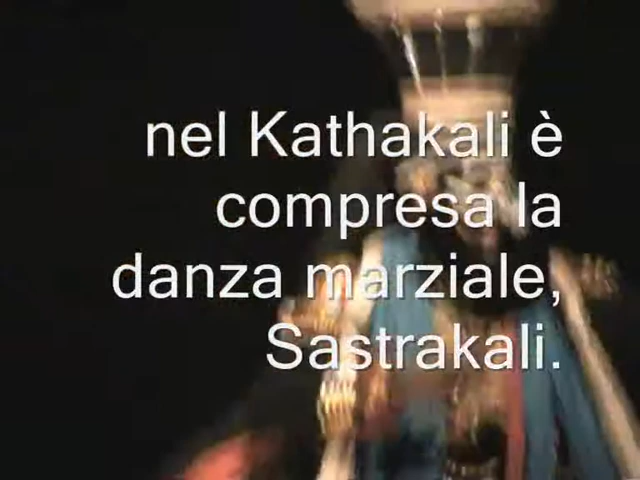 nel Kathakali è
compresa la
danza marziale,
Sastrakali.